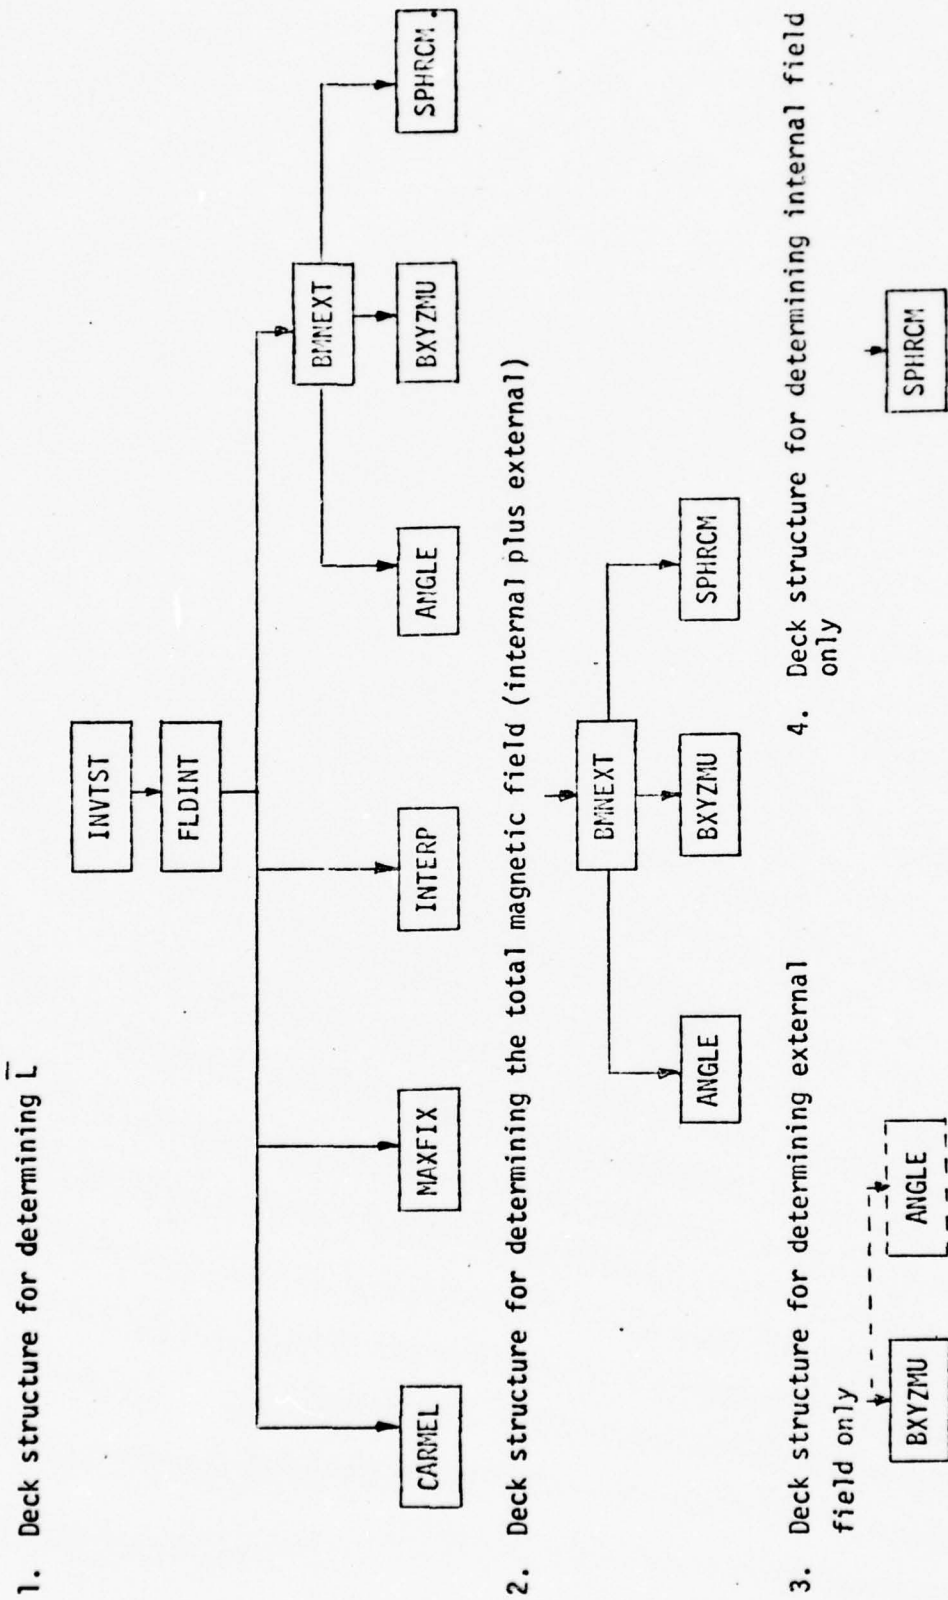 1. Deck structure for determining L̅
INVTST
FLDINT
BMNEXT
CARMEL MAXFIX INTERP ANGLE BXYZMU SPHRCM.
2. Deck structure for determining the total magnetic field (internal plus external)
BMNEXT
ANGLE BXYZMU SPHRCM
3. Deck structure for determining external
field only
BXYZMU ANGLE
4. Deck structure for determining internal field
only
SPHRCM